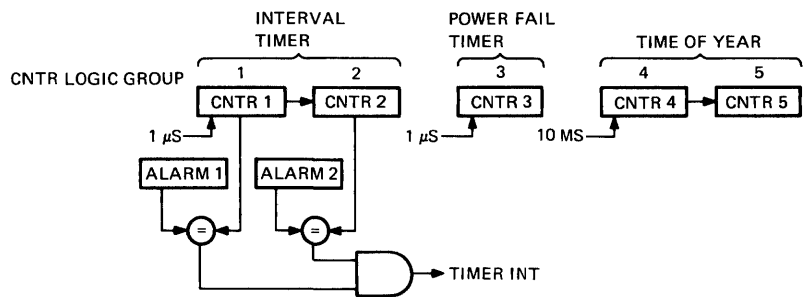 INTERVAL TIMER
POWER FAIL TIMER
TIME OF YEAR
CNTR LOGIC GROUP 1 2 3 4 5
CNTR 1 CNTR 2 CNTR 3 CNTR 4 CNTR 5
1 μS 1 μS 10 MS
ALARM 1 ALARM 2
= =
TIMER INT